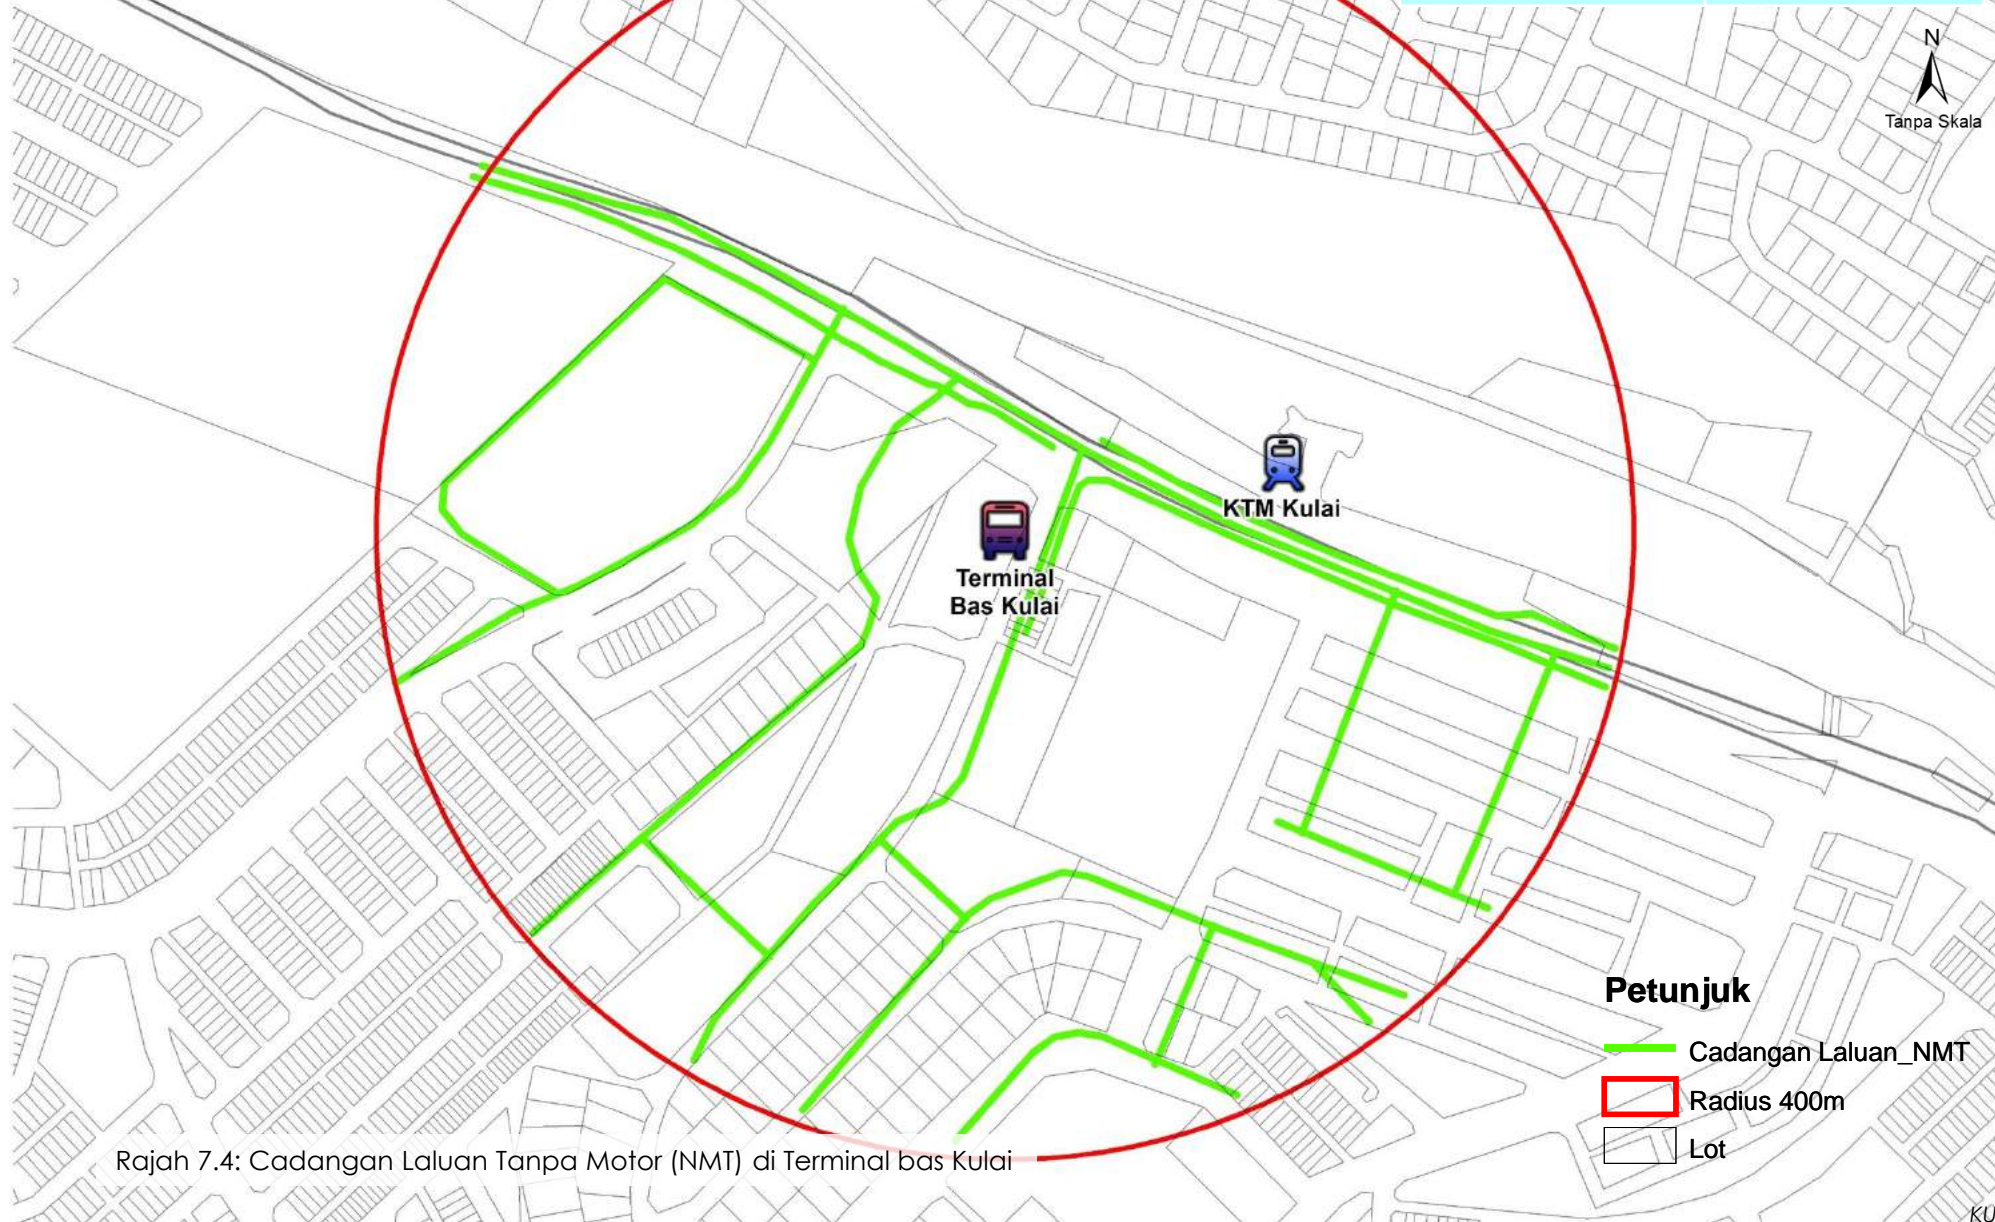 N
Tanpa Skala
KTM Kulai
Terminal
Bas Kulai
Petunjuk
Cadangan Laluan_NMT
Radius 400m
Lot
Rajah 7.4: Cadangan Laluan Tanpa Motor (NMT) di Terminal bas Kulai
KU